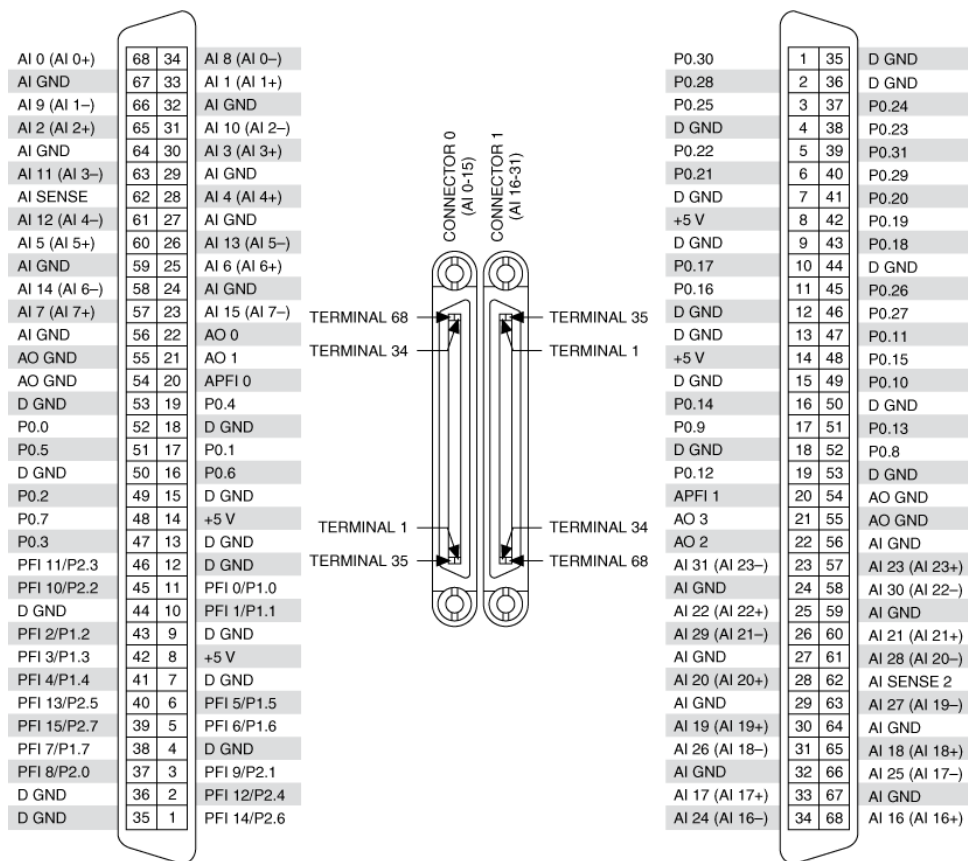 AI 0 (AI 0+) 68 34 AI 8 (AI 0–)
AI GND 67 33 AI 1 (AI 1+)
AI 9 (AI 1–) 66 32 AI GND
AI 2 (AI 2+) 65 31 AI 10 (AI 2–)
AI GND 64 30 AI 3 (AI 3+)
AI 11 (AI 3–) 63 29 AI GND
AI SENSE 62 28 AI 4 (AI 4+)
AI 12 (AI 4–) 61 27 AI GND
AI 5 (AI 5+) 60 26 AI 13 (AI 5–)
AI GND 59 25 AI 6 (AI 6+)
AI 14 (AI 6–) 58 24 AI GND
AI 7 (AI 7+) 57 23 AI 15 (AI 7–)
AI GND 56 22 AO 0
AO GND 55 21 AO 1
AO GND 54 20 APFI 0
D GND 53 19 P0.4
P0.0 52 18 D GND
P0.5 51 17 P0.1
D GND 50 16 P0.6
P0.2 49 15 D GND
P0.7 48 14 +5 V
P0.3 47 13 D GND
PFI 11/P2.3 46 12 D GND
PFI 10/P2.2 45 11 PFI 0/P1.0
D GND 44 10 PFI 1/P1.1
PFI 2/P1.2 43 9 D GND
PFI 3/P1.3 42 8 +5 V
PFI 4/P1.4 41 7 D GND
PFI 13/P2.5 40 6 PFI 5/P1.5
PFI 15/P2.7 39 5 PFI 6/P1.6
PFI 7/P1.7 38 4 D GND
PFI 8/P2.0 37 3 PFI 9/P2.1
D GND 36 2 PFI 12/P2.4
D GND 35 1 PFI 14/P2.6
CONNECTOR 0
(AI 0-15)
CONNECTOR 1
(AI 16-31)
TERMINAL 68
TERMINAL 34
TERMINAL 35
TERMINAL 1
TERMINAL 1
TERMINAL 35
TERMINAL 34
TERMINAL 68
P0.30 1 35 D GND
P0.28 2 36 D GND
P0.25 3 37 P0.24
D GND 4 38 P0.23
P0.22 5 39 P0.31
P0.21 6 40 P0.29
D GND 7 41 P0.20
+5 V 8 42 P0.19
D GND 9 43 P0.18
P0.17 10 44 D GND
P0.16 11 45 P0.26
D GND 12 46 P0.27
D GND 13 47 P0.11
+5 V 14 48 P0.15
D GND 15 49 P0.10
P0.14 16 50 D GND
P0.9 17 51 P0.13
D GND 18 52 P0.8
P0.12 19 53 D GND
APFI 1 20 54 AO GND
AO 3 21 55 AO GND
AO 2 22 56 AI GND
AI 31 (AI 23–) 23 57 AI 23 (AI 23+)
AI GND 24 58 AI 30 (AI 22–)
AI 22 (AI 22+) 25 59 AI GND
AI 29 (AI 21–) 26 60 AI 21 (AI 21+)
AI GND 27 61 AI 28 (AI 20–)
AI 20 (AI 20+) 28 62 AI SENSE 2
AI GND 29 63 AI 27 (AI 19–)
AI 19 (AI 19+) 30 64 AI GND
AI 26 (AI 18–) 31 65 AI 18 (AI 18+)
AI GND 32 66 AI 25 (AI 17–)
AI 17 (AI 17+) 33 67 AI GND
AI 24 (AI 16–) 34 68 AI 16 (AI 16+)